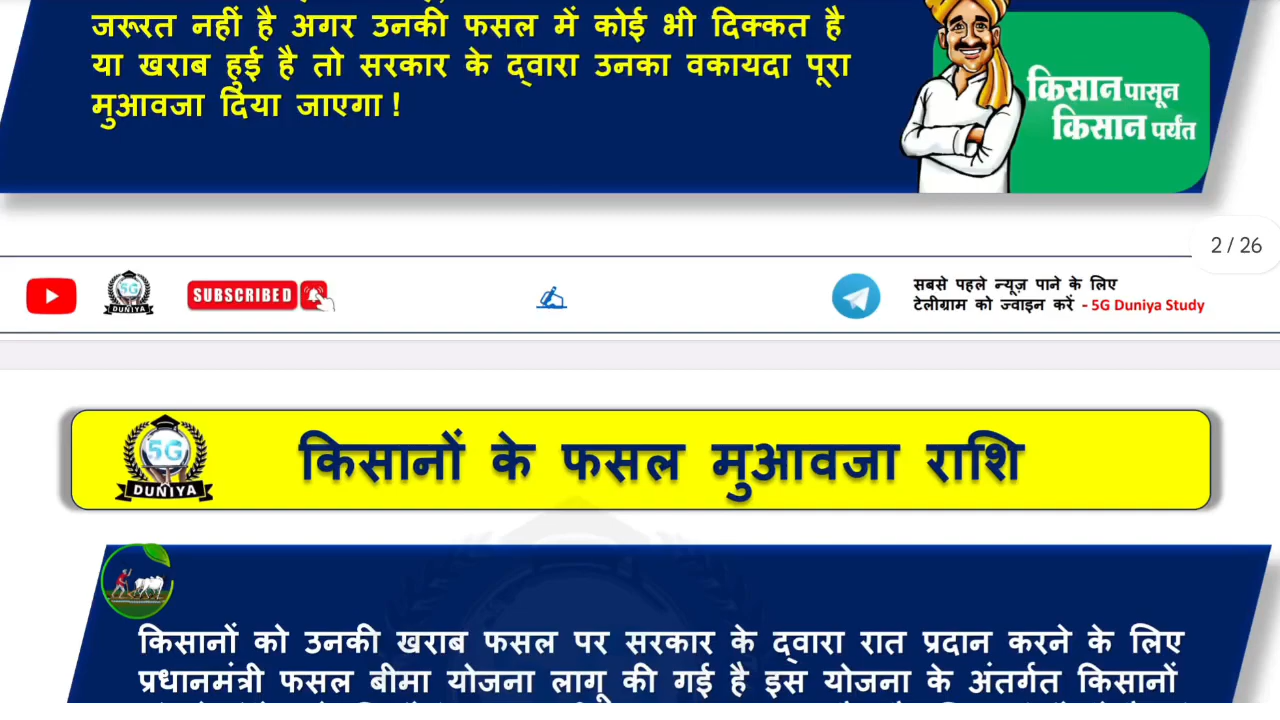 जरूरत नहीं है अगर उनकी फसल में कोई भी दिक्कत है
या खराब हुई है तो सरकार के द्वारा उनका वकायदा पूरा
मुआवजा दिया जाएगा !
किसान पासून
किसान पर्यंत
2 / 26
5G
DUNIYA
SUBSCRIBED
सबसे पहले न्यूज़ पाने के लिए
टेलीग्राम को ज्वाइन करें - 5G Duniya Study
5G
DUNIYA
किसानों के फसल मुआवजा राशि
किसानों को उनकी खराब फसल पर सरकार के द्वारा रात प्रदान करने के लिए
प्रधानमंत्री फसल बीमा योजना लागू की गई है इस योजना के अंतर्गत किसानों